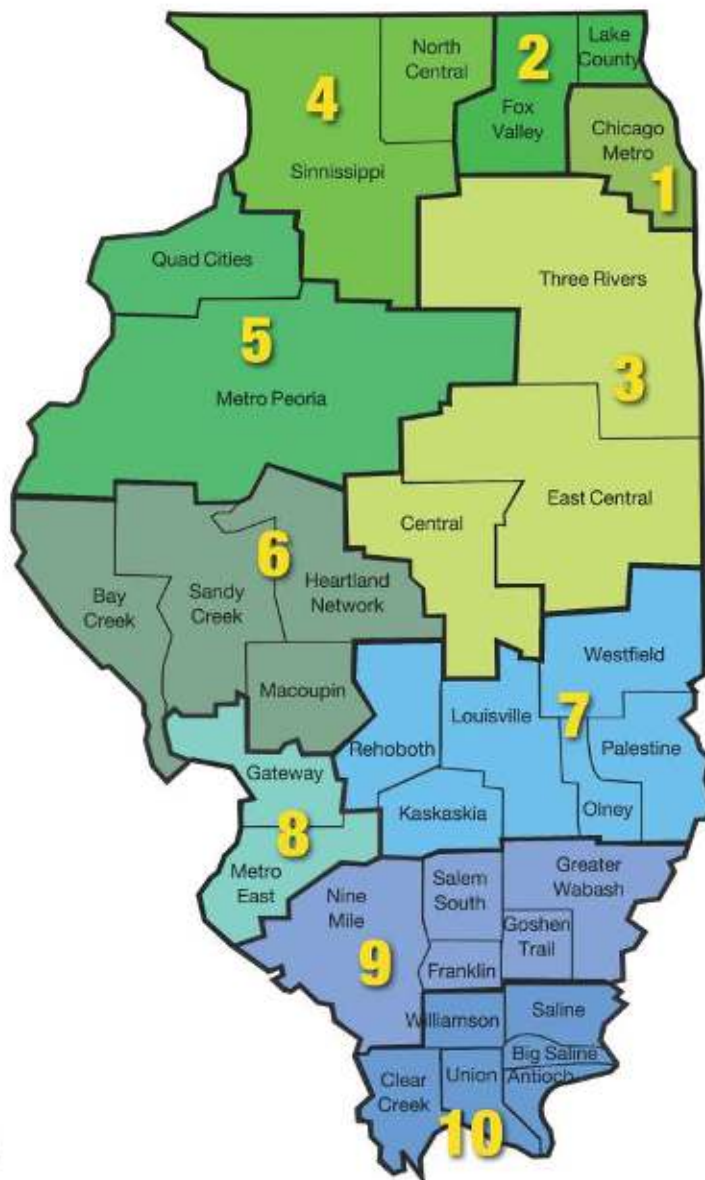 North
Central
4
Sinnissippi
2
Lake
County
Fox
Valley
Chicago
Metro
1
Quad Cities
Three Rivers
5
Metro Peoria
3
East Central
Central
6
Bay
Creek
Sandy
Creek
Heartland
Network
Macoupin
Westfield
7
Louisville
Rehoboth
Palestine
Olney
Kaskaskia
Gateway
8
Metro
East
Nine
Mile
9
Salem
South
Greater
Wabash
Goshen
Trail
Franklin
Williamson
Saline
Big Saline
Antioch
Union
Clear
Creek
10